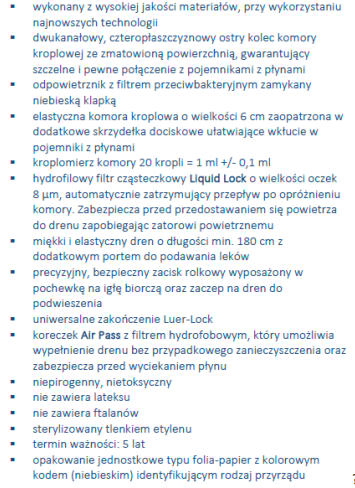 ▪ wykonany z wysokiej jakości materiałów, przy wykorzystaniu
najnowszych technologii
▪ dwukanałowy, czteropłaszczyznowy ostry kolec komory
kroplowej ze zmatowioną powierzchnią, gwarantujący
szczelne i pewne połączenie z pojemnikami z płynami
▪ odpowietrznik z filtrem przeciwbakteryjnym zamykany
niebieską klapką
▪ elastyczna komora kroplowa o wielkości 6 cm zaopatrzona w
dodatkowe skrzydełka dociskowe ułatwiające wkłucie w
pojemniki z płynami
▪ kroplomierz komory 20 kropli = 1 ml +/- 0,1 ml
▪ hydrofilowy filtr cząsteczkowy Liquid Lock o wielkości oczek
8 µm, automatycznie zatrzymujący przepływ po opróżnieniu
komory. Zabezpiecza przed przedostawaniem się powietrza
do drenu zapobiegając zatorowi powietrznemu
▪ miękki i elastyczny dren o długości min. 180 cm z
dodatkowym portem do podawania leków
▪ precyzyjny, bezpieczny zacisk rolkowy wyposażony w
pochewkę na igłę biorczą oraz zaczep na dren do
podwieszenia
▪ uniwersalne zakończenie Luer-Lock
▪ koreczek Air Pass z filtrem hydrofobowym, który umożliwia
wypełnienie drenu bez przypadkowego zanieczyszczenia oraz
zabezpiecza przed wyciekaniem płynu
▪ niepirogenny, nietoksyczny
▪ nie zawiera lateksu
▪ nie zawiera ftalanów
▪ sterylizowany tlenkiem etylenu
▪ termin ważności: 5 lat
▪ opakowanie jednostkowe typu folia-papier z kolorowym
kodem (niebieskim) identyfikującym rodzaj przyrządu